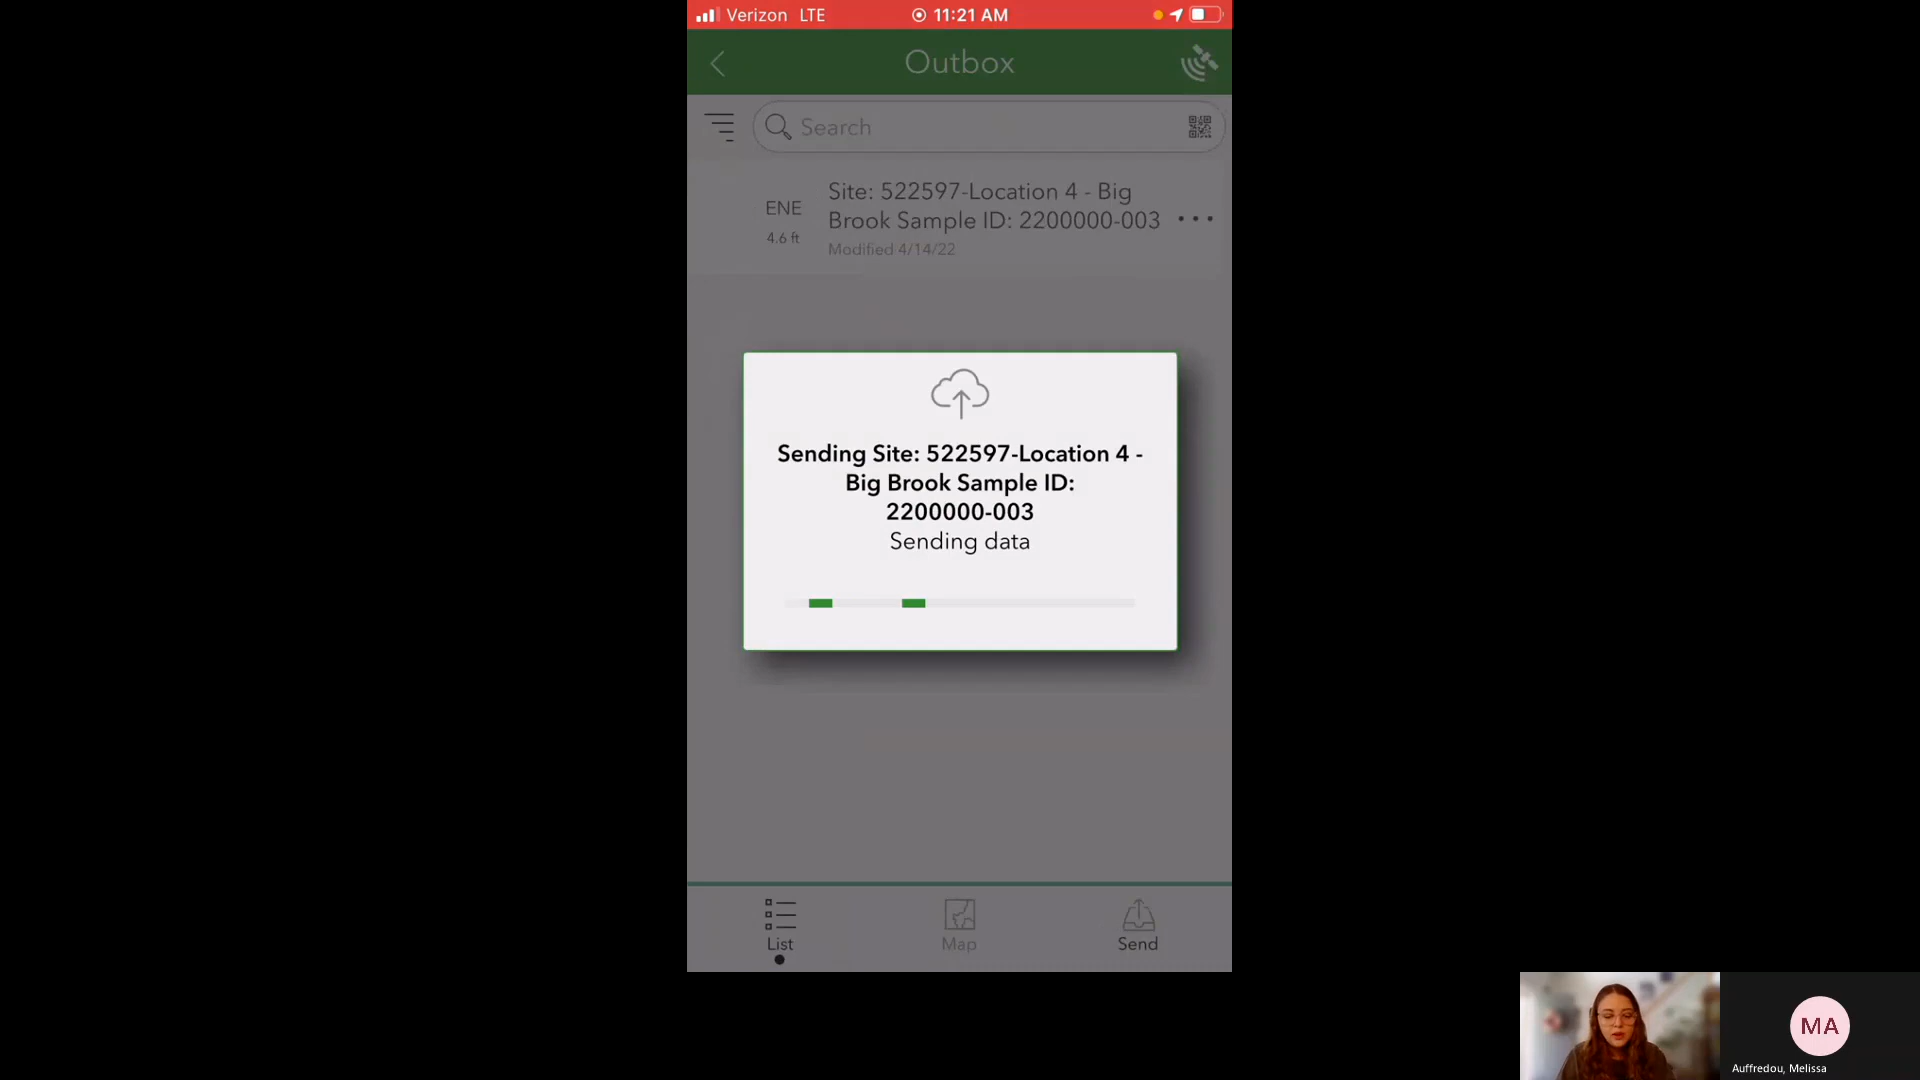 Verizon LTE 11:21 AM
Outbox
Search
ENE
4.6 ft
Site: 522597-Location 4 - Big
Brook Sample ID: 2200000-003
Modified 4/14/22
Sending Site: 522597-Location 4 -
Big Brook Sample ID:
2200000-003
Sending data
List
Map
Send
MA
Auffredou, Melissa